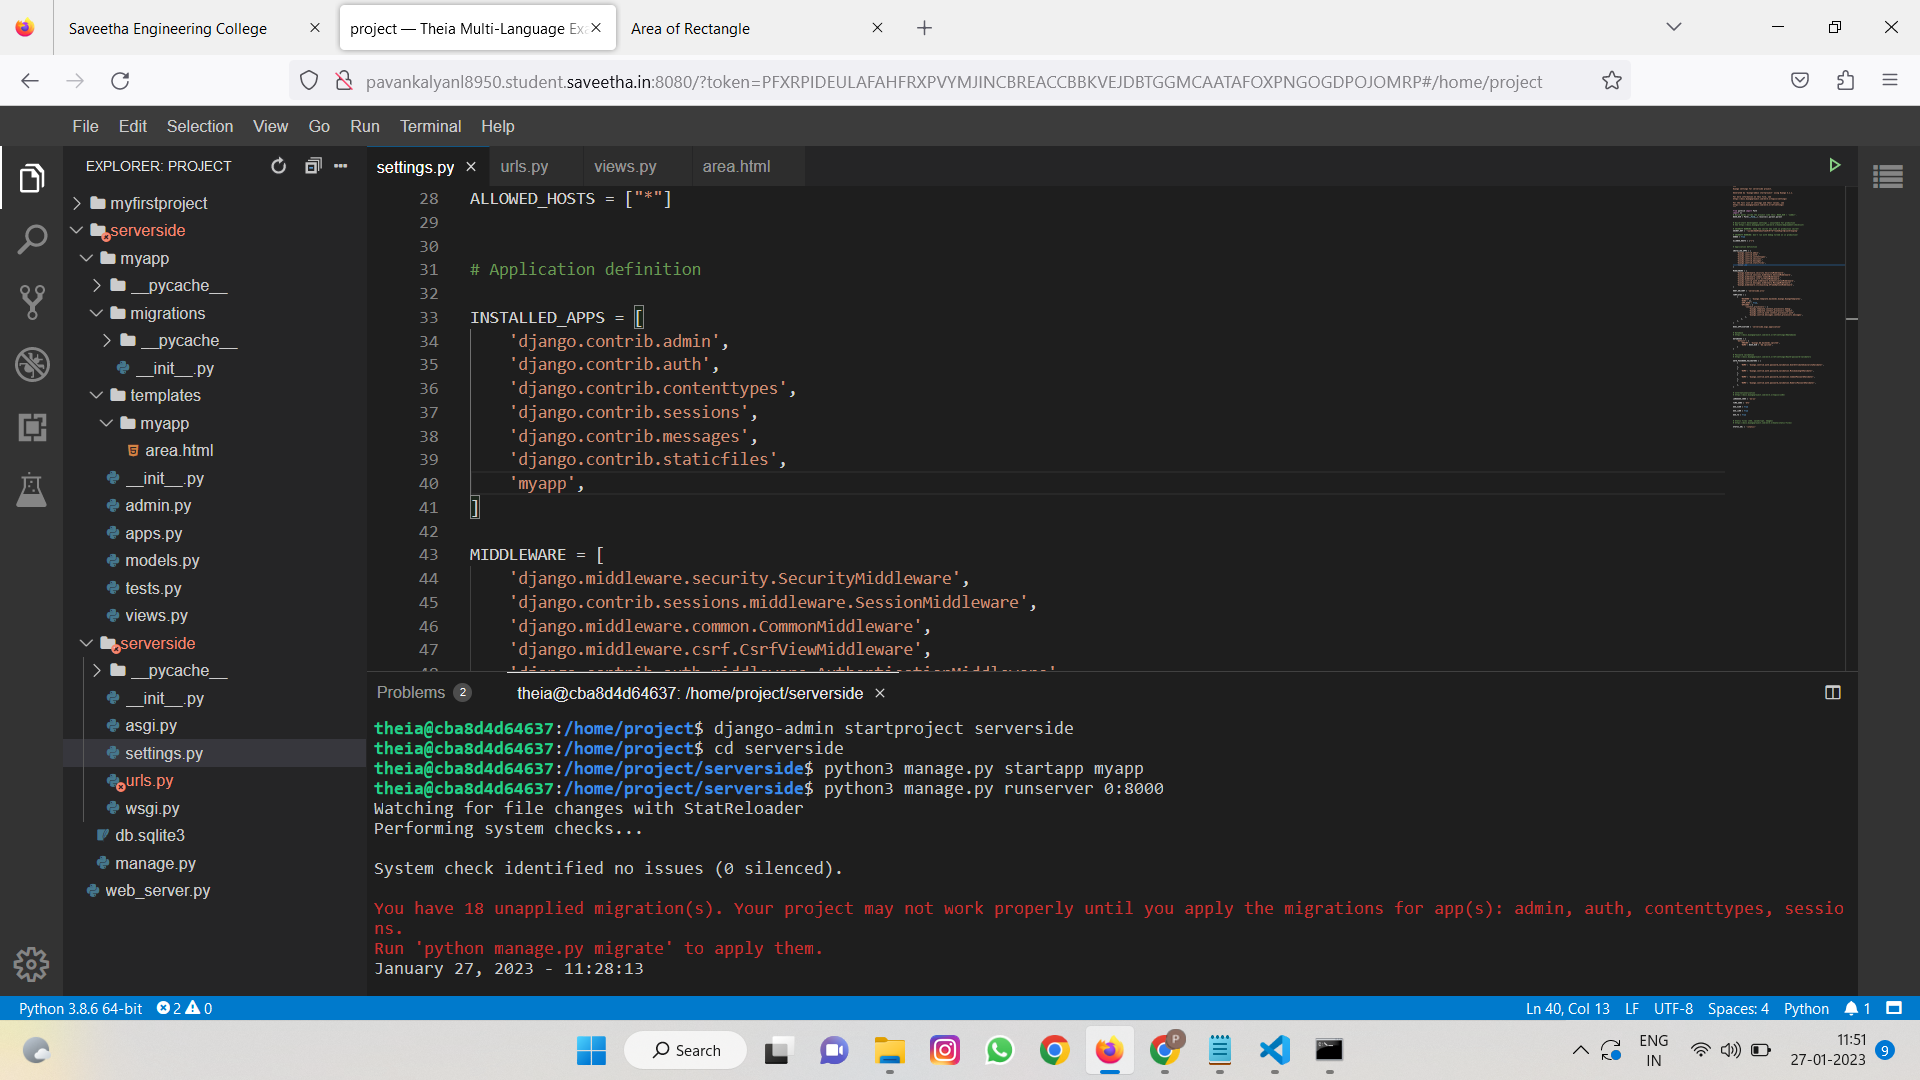 Saveetha Engineering College
project — Theia Multi-Language Exa
Area of Rectangle
pavankalyanl8950.student.saveetha.in:8080/?token=PFXRPIDEULAFAHFRXPVYMJINCBREACCBBKVEJDBTGGMCAATAFOXPNGOGDPOJOMRP#/home/project
File Edit Selection View Go Run Terminal Help
EXPLORER: PROJECT
myfirstproject
serverside
myapp
__pycache__
migrations
__pycache__
__init__.py
templates
myapp
area.html
__init__.py
admin.py
apps.py
models.py
tests.py
views.py
serverside
__pycache__
__init__.py
asgi.py
settings.py
urls.py
wsgi.py
db.sqlite3
manage.py
web_server.py
settings.py urls.py views.py area.html
28 ALLOWED_HOSTS = ["*"]
29
30
31 # Application definition
32
33 INSTALLED_APPS = [
34 'django.contrib.admin',
35 'django.contrib.auth',
36 'django.contrib.contenttypes',
37 'django.contrib.sessions',
38 'django.contrib.messages',
39 'django.contrib.staticfiles',
40 'myapp',
41 ]
42
43 MIDDLEWARE = [
44 'django.middleware.security.SecurityMiddleware',
45 'django.contrib.sessions.middleware.SessionMiddleware',
46 'django.middleware.common.CommonMiddleware',
47 'django.middleware.csrf.CsrfViewMiddleware',
48 'django.contrib.auth.middleware.AuthenticationMiddleware'
Problems 2
theia@cba8d4d64637: /home/project/serverside
theia@cba8d4d64637:/home/project$ django-admin startproject serverside
theia@cba8d4d64637:/home/project$ cd serverside
theia@cba8d4d64637:/home/project/serverside$ python3 manage.py startapp myapp
theia@cba8d4d64637:/home/project/serverside$ python3 manage.py runserver 0:8000
Watching for file changes with StatReloader
Performing system checks...
System check identified no issues (0 silenced).
You have 18 unapplied migration(s). Your project may not work properly until you apply the migrations for app(s): admin, auth, contenttypes, sessio
ns.
Run 'python manage.py migrate' to apply them.
January 27, 2023 - 11:28:13
Python 3.8.6 64-bit 2 0
Ln 40, Col 13 LF UTF-8 Spaces: 4 Python 1
Search
P
ENG
IN
11:51
27-01-2023
9